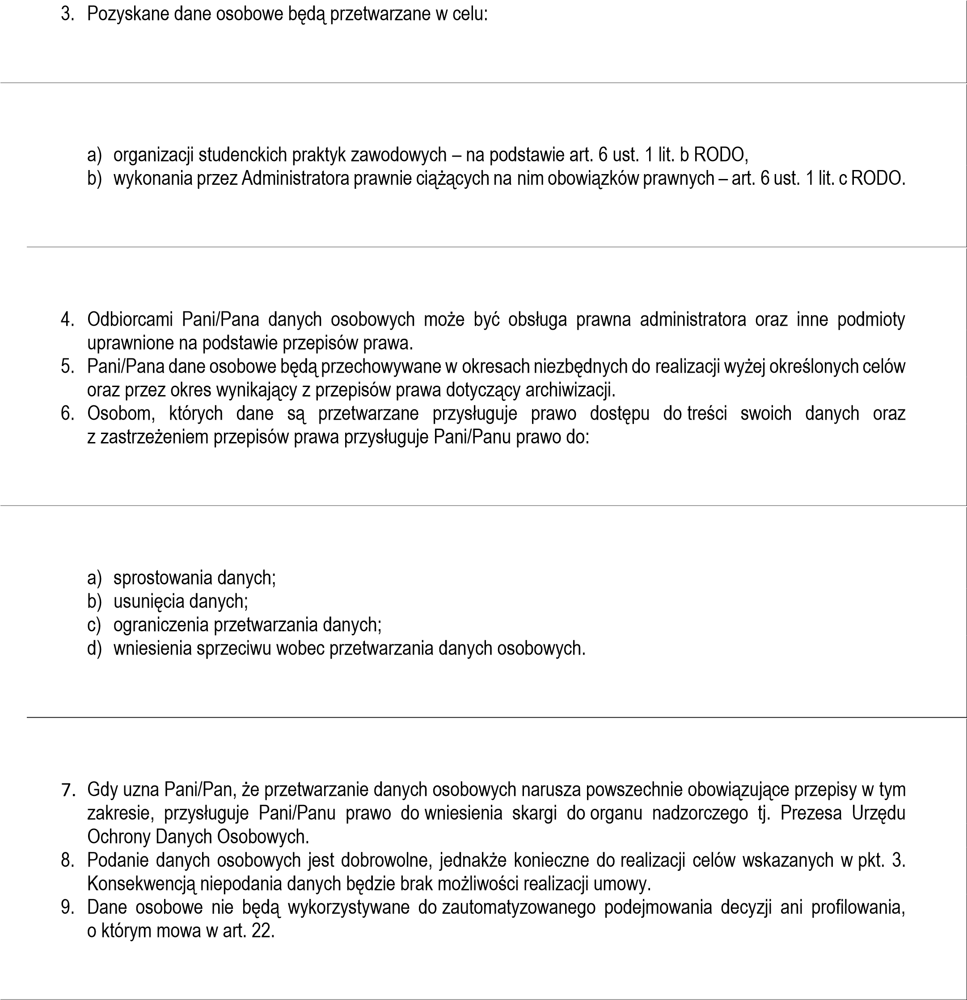 3. Pozyskane dane osobowe będą przetwarzane w celu:
a) organizacji studenckich praktyk zawodowych – na podstawie art. 6 ust. 1 lit. b RODO,
b) wykonania przez Administratora prawnie ciążących na nim obowiązków prawnych – art. 6 ust. 1 lit. c RODO.
4. Odbiorcami Pani/Pana danych osobowych może być obsługa prawna administratora oraz inne podmioty
uprawnione na podstawie przepisów prawa.
5. Pani/Pana dane osobowe będą przechowywane w okresach niezbędnych do realizacji wyżej określonych celów
oraz przez okres wynikający z przepisów prawa dotyczący archiwizacji.
6. Osobom, których dane są przetwarzane przysługuje prawo dostępu do treści swoich danych oraz
z zastrzeżeniem przepisów prawa przysługuje Pani/Panu prawo do:
a) sprostowania danych;
b) usunięcia danych;
c) ograniczenia przetwarzania danych;
d) wniesienia sprzeciwu wobec przetwarzania danych osobowych.
7. Gdy uzna Pani/Pan, że przetwarzanie danych osobowych narusza powszechnie obowiązujące przepisy w tym
zakresie, przysługuje Pani/Panu prawo do wniesienia skargi do organu nadzorczego tj. Prezesa Urzędu
Ochrony Danych Osobowych.
8. Podanie danych osobowych jest dobrowolne, jednakże konieczne do realizacji celów wskazanych w pkt. 3.
Konsekwencją niepodania danych będzie brak możliwości realizacji umowy.
9. Dane osobowe nie będą wykorzystywane do zautomatyzowanego podejmowania decyzji ani profilowania,
o którym mowa w art. 22.